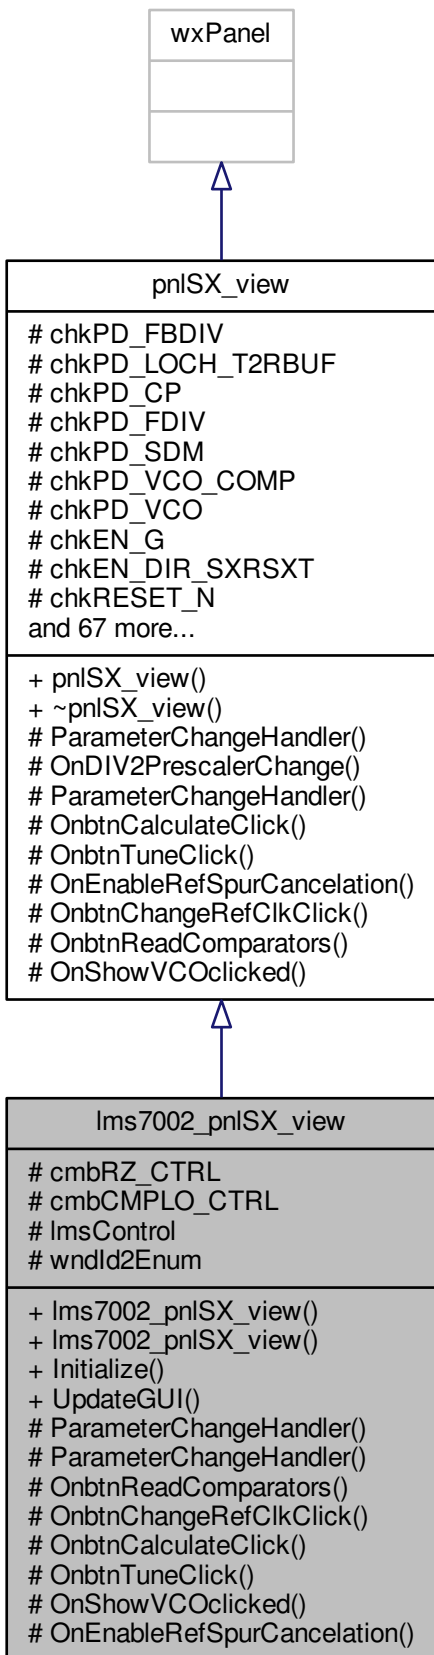 wxPanel
pnlSX_view
# chkPD_FBDIV
# chkPD_LOCH_T2RBUF
# chkPD_CP
# chkPD_FDIV
# chkPD_SDM
# chkPD_VCO_COMP
# chkPD_VCO
# chkEN_G
# chkEN_DIR_SXRSXT
# chkRESET_N
and 67 more...
+ pnlSX_view()
+ ~pnlSX_view()
# ParameterChangeHandler()
# OnDIV2PrescalerChange()
# ParameterChangeHandler()
# OnbtnCalculateClick()
# OnbtnTuneClick()
# OnEnableRefSpurCancelation()
# OnbtnChangeRefClkClick()
# OnbtnReadComparators()
# OnShowVCOclicked()
lms7002_pnlSX_view
# cmbRZ_CTRL
# cmbCMPLO_CTRL
# lmsControl
# wndId2Enum
+ lms7002_pnlSX_view()
+ lms7002_pnlSX_view()
+ Initialize()
+ UpdateGUI()
# ParameterChangeHandler()
# ParameterChangeHandler()
# OnbtnReadComparators()
# OnbtnChangeRefClkClick()
# OnbtnCalculateClick()
# OnbtnTuneClick()
# OnShowVCOclicked()
# OnEnableRefSpurCancelation()